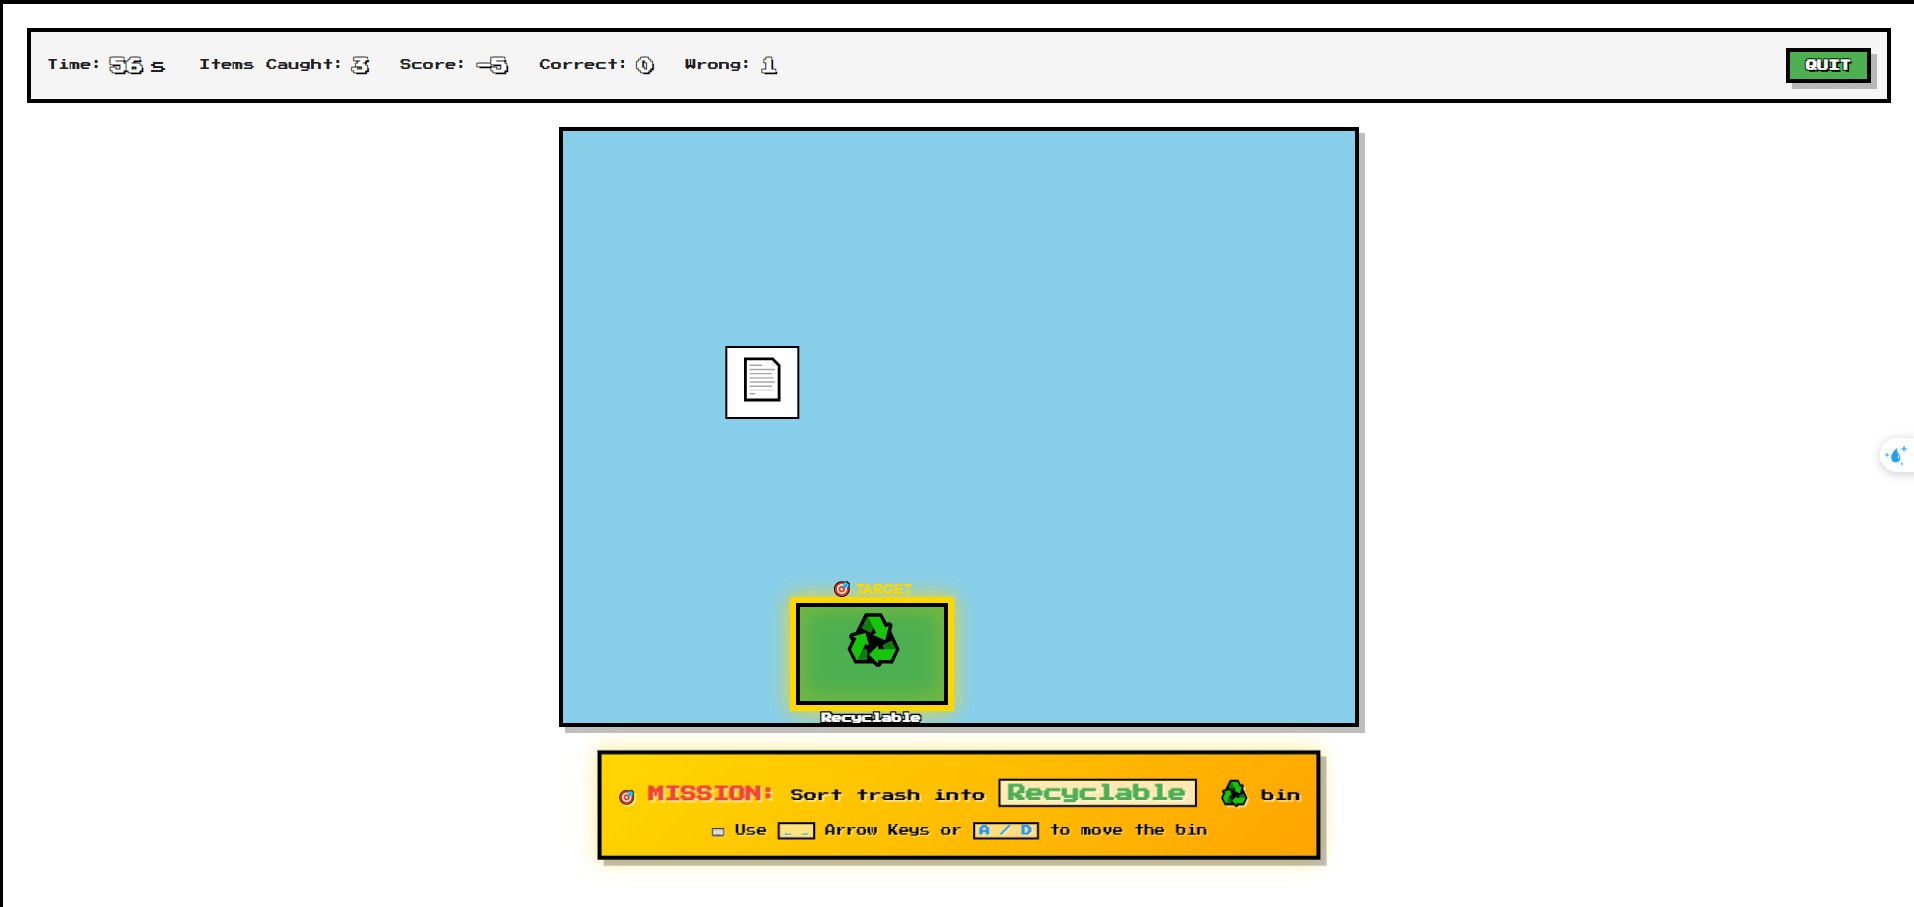 Time: 56 s Items Caught: 3 Score: -5 Correct: 0 Wrong: 1 QUIT
TARGET
Recyclable
MISSION: Sort trash into Recyclable bin
Use _ _ Arrow Keys or A / D to move the bin